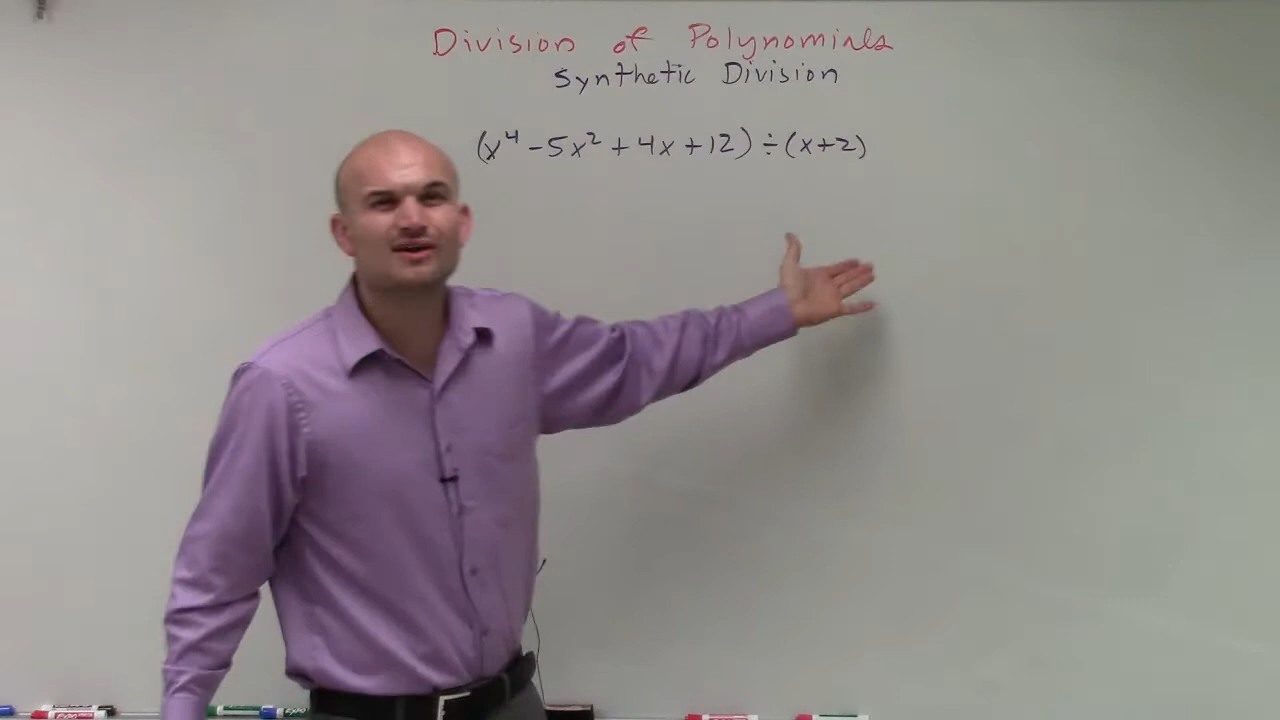 Division of Polynomials
Synthetic Division
(x⁴ - 5x² + 4x + 12) ÷ (x + 2)